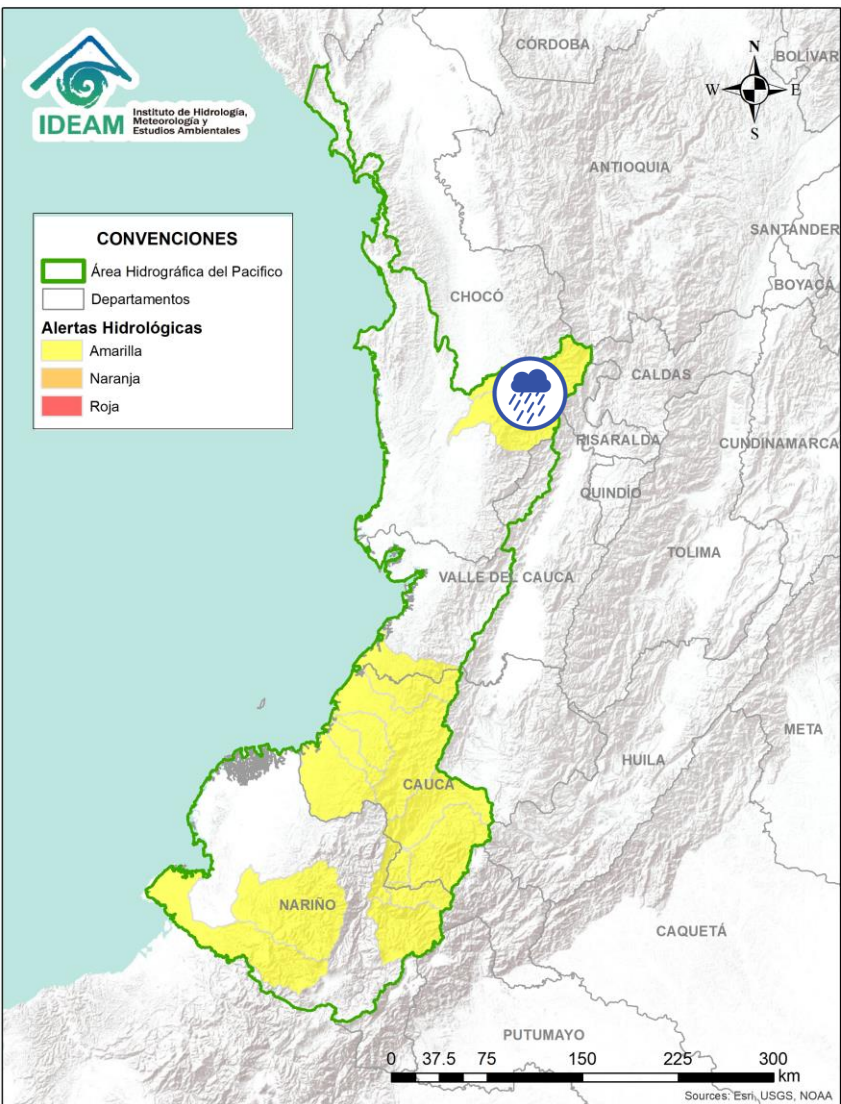 IDEAM
Instituto de Hidrología,
Meteorología y
Estudios Ambientales
N
W
E
S
CONVENCIONES
Área Hidrográfica del Pacifico
Departamentos
Alertas Hidrológicas
Amarilla
Naranja
Roja
CÓRDOBA
BOLÍVAR
ANTIOQUIA
SANTANDER
BOYACÁ
CHOCÓ
CALDAS
RISARALDA
CUNDINAMARCA
QUINDÍO
TOLIMA
VALLE DEL CAUCA
META
HUILA
CAUCA
NARIÑO
CAQUETÁ
PUTUMAYO
0 37.5 75 150 225 300
km
Sources: Esri, USGS, NOAA